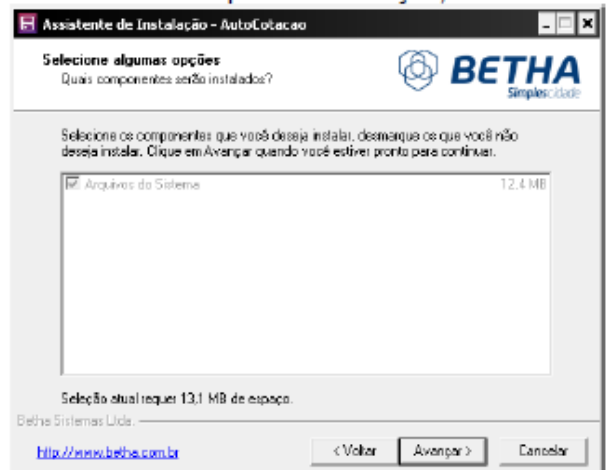 Assistente de Instalação - AutoCotacao
Selecione algumas opções
Quais componentes serão instalados?
BETHA
Simplescidade
Selecione os componentes que você deseja instalar, desmarque os que você não
deseja instalar. Clique em Avançar quando você estiver pronto para continuar.
Arquivos do Sistema 12,4 MB
Seleção atual requer 13,1 MB de espaço.
Betha Sistemas Ltda.
http://www.betha.com.br < Voltar Avançar > Cancelar